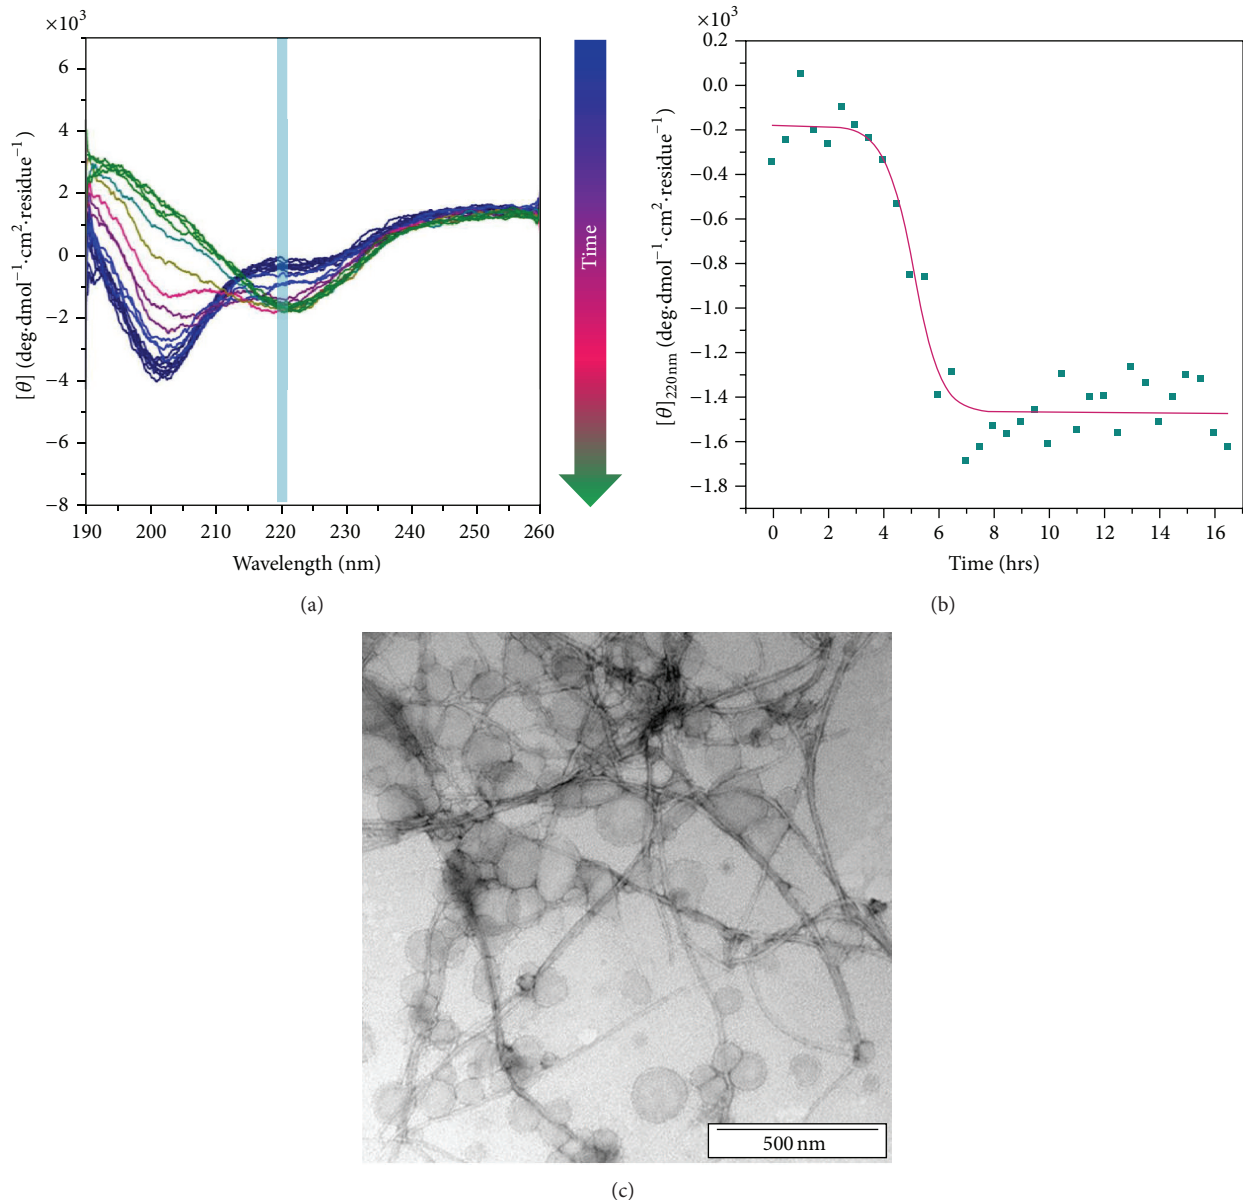 ×10³
6
4
2
0
−2
−4
−6
−8
[θ] (deg·dmol⁻¹·cm²·residue⁻¹)
190 200 210 220 230 240 250 260
Wavelength (nm)
Time
(a)
×10³
0.2
0.0
−0.2
−0.4
−0.6
−0.8
−1.0
−1.2
−1.4
−1.6
−1.8
[θ]₂₂₀ ₙₘ (deg·dmol⁻¹·cm²·residue⁻¹)
0 2 4 6 8 10 12 14 16
Time (hrs)
(b)
500 nm
(c)